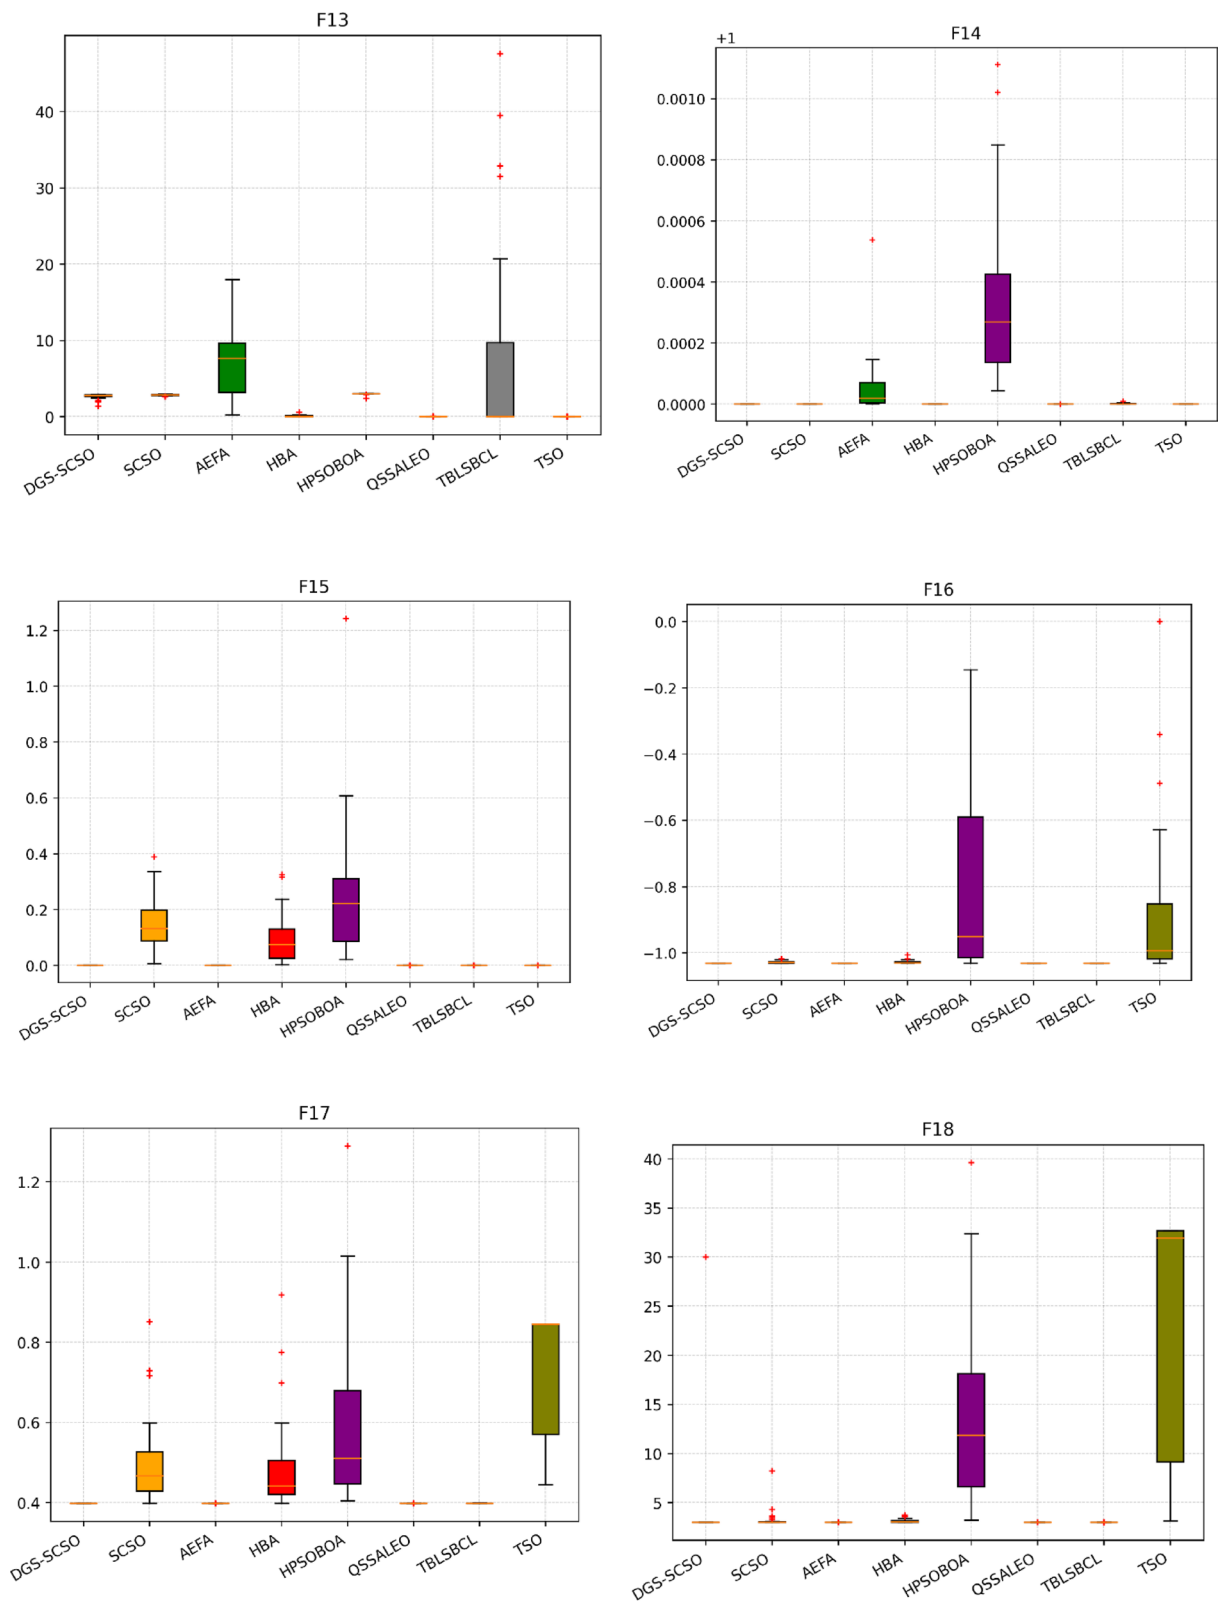 F13
40
30
20
10
0
DGS-SCSO
SCSO
AEFA
HBA
HPSOBOA
QSSALEO
TBLSBCL
TSO
F14
+1
0.0010
0.0008
0.0006
0.0004
0.0002
0.0000
DGS-SCSO
SCSO
AEFA
HBA
HPSOBOA
QSSALEO
TBLSBCL
TSO
F15
1.2
1.0
0.8
0.6
0.4
0.2
0.0
DGS-SCSO
SCSO
AEFA
HBA
HPSOBOA
QSSALEO
TBLSBCL
TSO
F16
0.0
−0.2
−0.4
−0.6
−0.8
−1.0
DGS-SCSO
SCSO
AEFA
HBA
HPSOBOA
QSSALEO
TBLSBCL
TSO
F17
1.2
1.0
0.8
0.6
0.4
DGS-SCSO
SCSO
AEFA
HBA
HPSOBOA
QSSALEO
TBLSBCL
TSO
F18
40
35
30
25
20
15
10
5
DGS-SCSO
SCSO
AEFA
HBA
HPSOBOA
QSSALEO
TBLSBCL
TSO